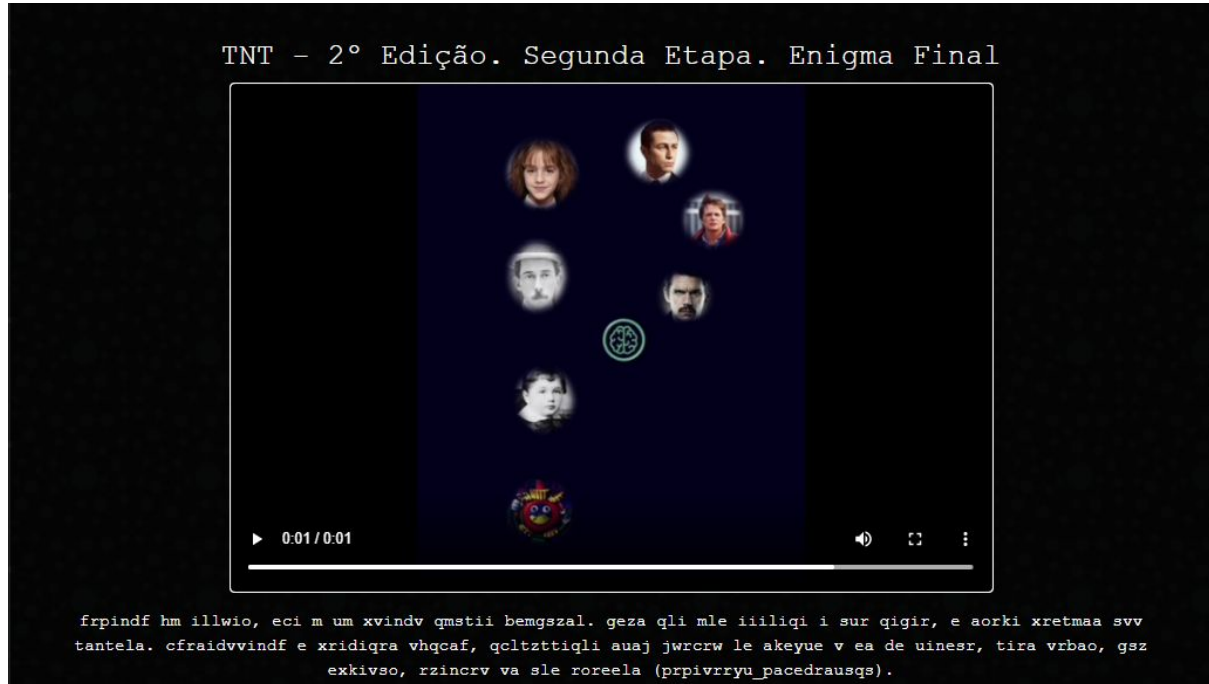 TNT - 2º Edição. Segunda Etapa. Enigma Final
0:01 / 0:01
frpindf hm illwio, eci m um xvindv qmstii bemgszal. geza qli mle iiiliqi i sur qigir, e aorki xretmaa svv
tantela. cfraidvvindf e xridiqra vhqcaf, qcltzttiqli auaj jwrcrw le akeyue v ea de uinesr, tira vrbao, gsz
exkivso, rzincrv va sle roreela (prpivrryu_pacedrausqs).